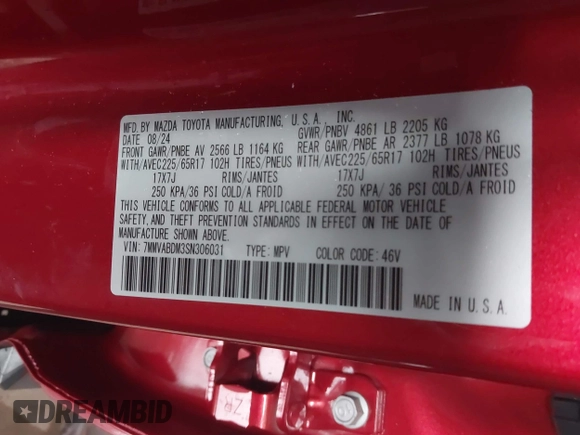 MFD. BY MAZDA TOYOTA MANUFACTURING, U.S.A., INC.
DATE 08/24 GVWR/PNBV 4861 LB 2205 KG
FRONT GAWR/PNBE AV 2566 LB 1164 KG REAR GAWR/PNBE AR 2377 LB 1078 KG
WITH/AVEC225/65R17 102H TIRES/PNEUS WITH/AVEC225/65R17 102H TIRES/PNEUS
17X7J RIMS/JANTES 17X7J RIMS/JANTES
250 KPA/36 PSI COLD/A FROID 250 KPA/36 PSI COLD/A FROID
THIS VEHICLE CONFORMS TO ALL APPLICABLE FEDERAL MOTOR VEHICLE
SAFETY, AND THEFT PREVENTION STANDARDS IN EFFECT ON THE DATE OF
MANUFACTURE SHOWN ABOVE.
VIN: 7MMVABDM3SN306031 TYPE: MPV COLOR CODE: 46V
MADE IN U.S.A.
ZR
DREAMBID